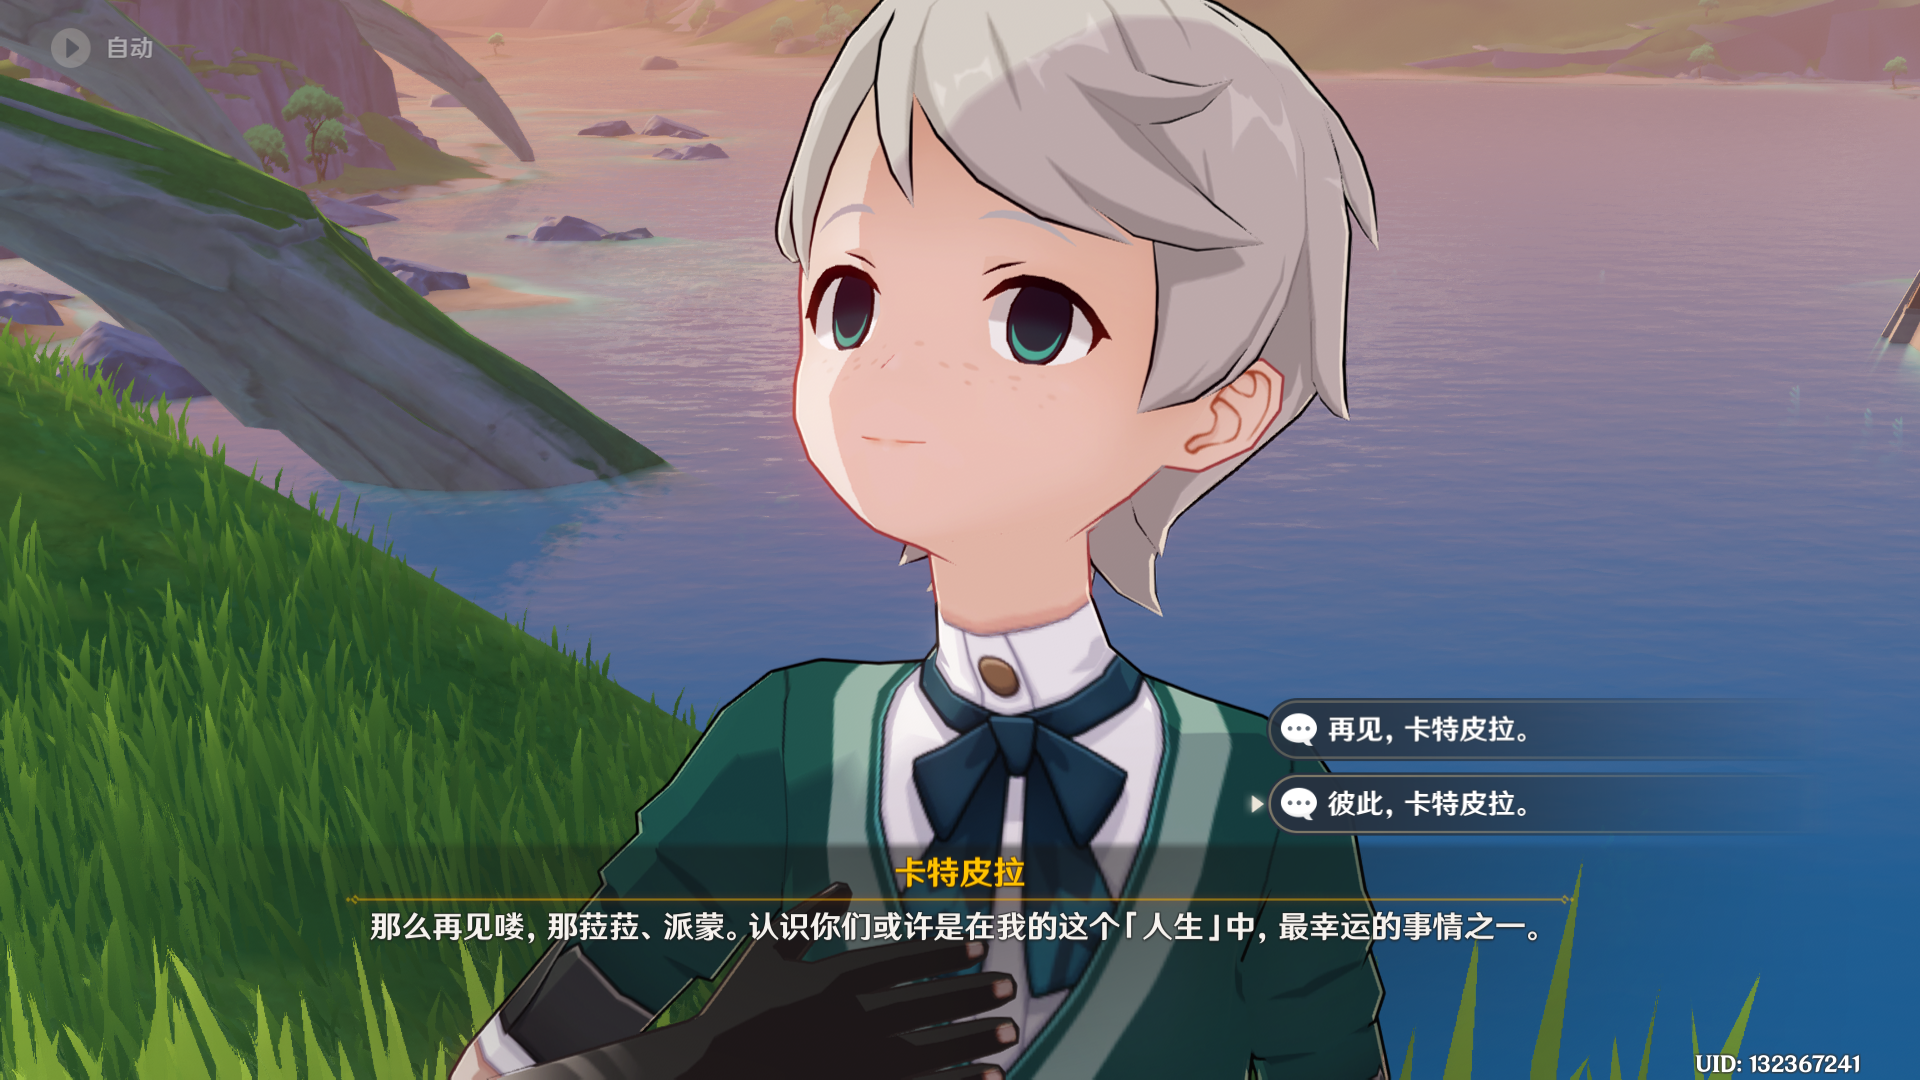 自动
再见，卡特皮拉。
彼此，卡特皮拉。
卡特皮拉
那么再见喽，那菈菈、派蒙。认识你们或许是在我的这个「人生」中，最幸运的事情之一。
UID: 132367241